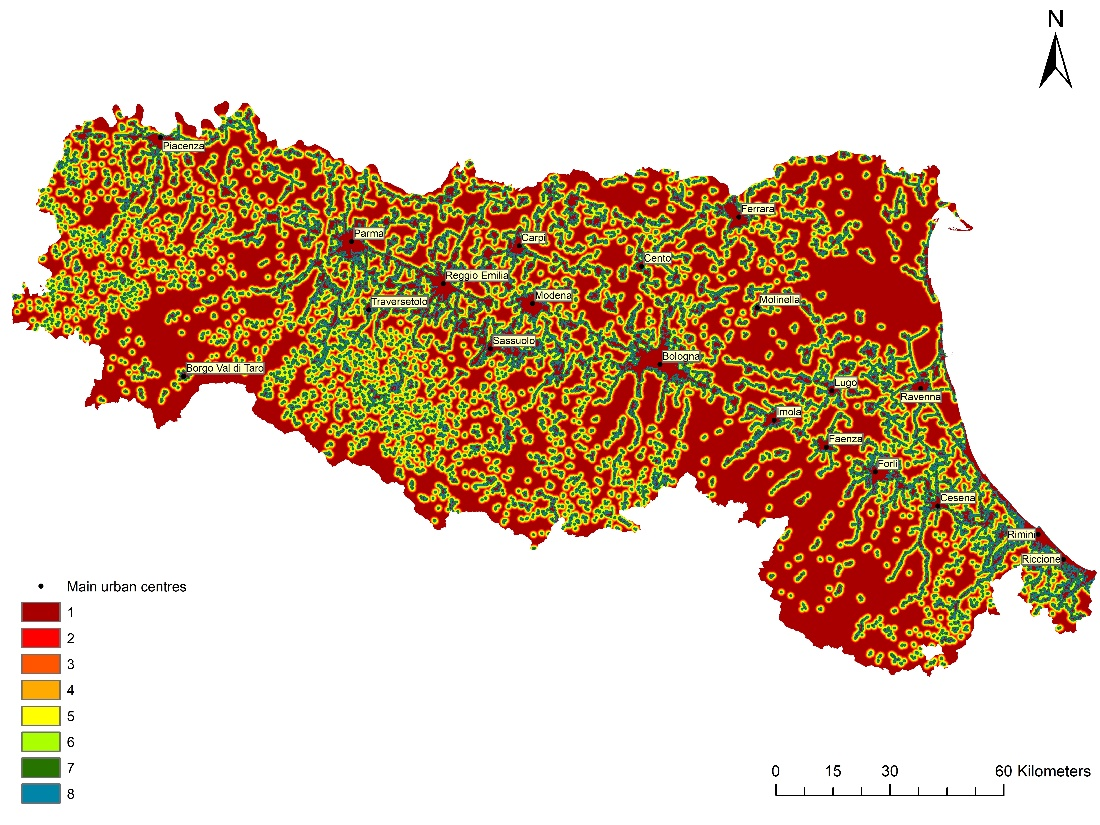 N
Piacenza
Ferrara
Parma
Carpi
Cento
Reggio Emilia
Modena
Molinella
Traversetolo
Sassuolo
Bologna
Borgo Val di Taro
Lugo
Ravenna
Imola
Faenza
Forlì
Cesena
Rimini
Riccione
Main urban centres
1
2
3
4
5
6
7
8
0 15 30 60 Kilometers